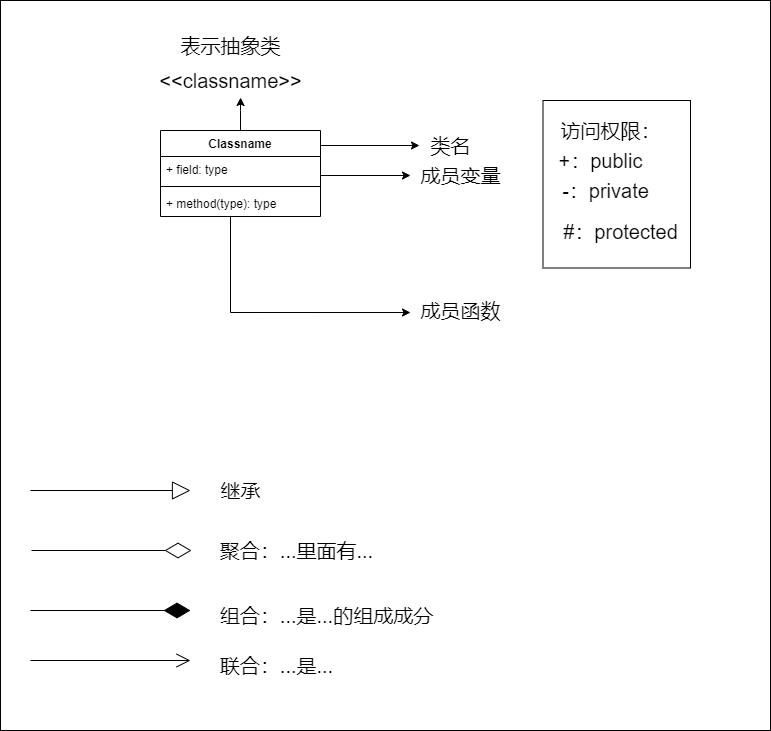 表示抽象类
<<classname>>
Classname
+ field: type
+ method(type): type
类名
成员变量
成员函数
访问权限：
+：public
-：private
#：protected
继承
聚合：...里面有...
组合：...是...的组成成分
联合：...是...